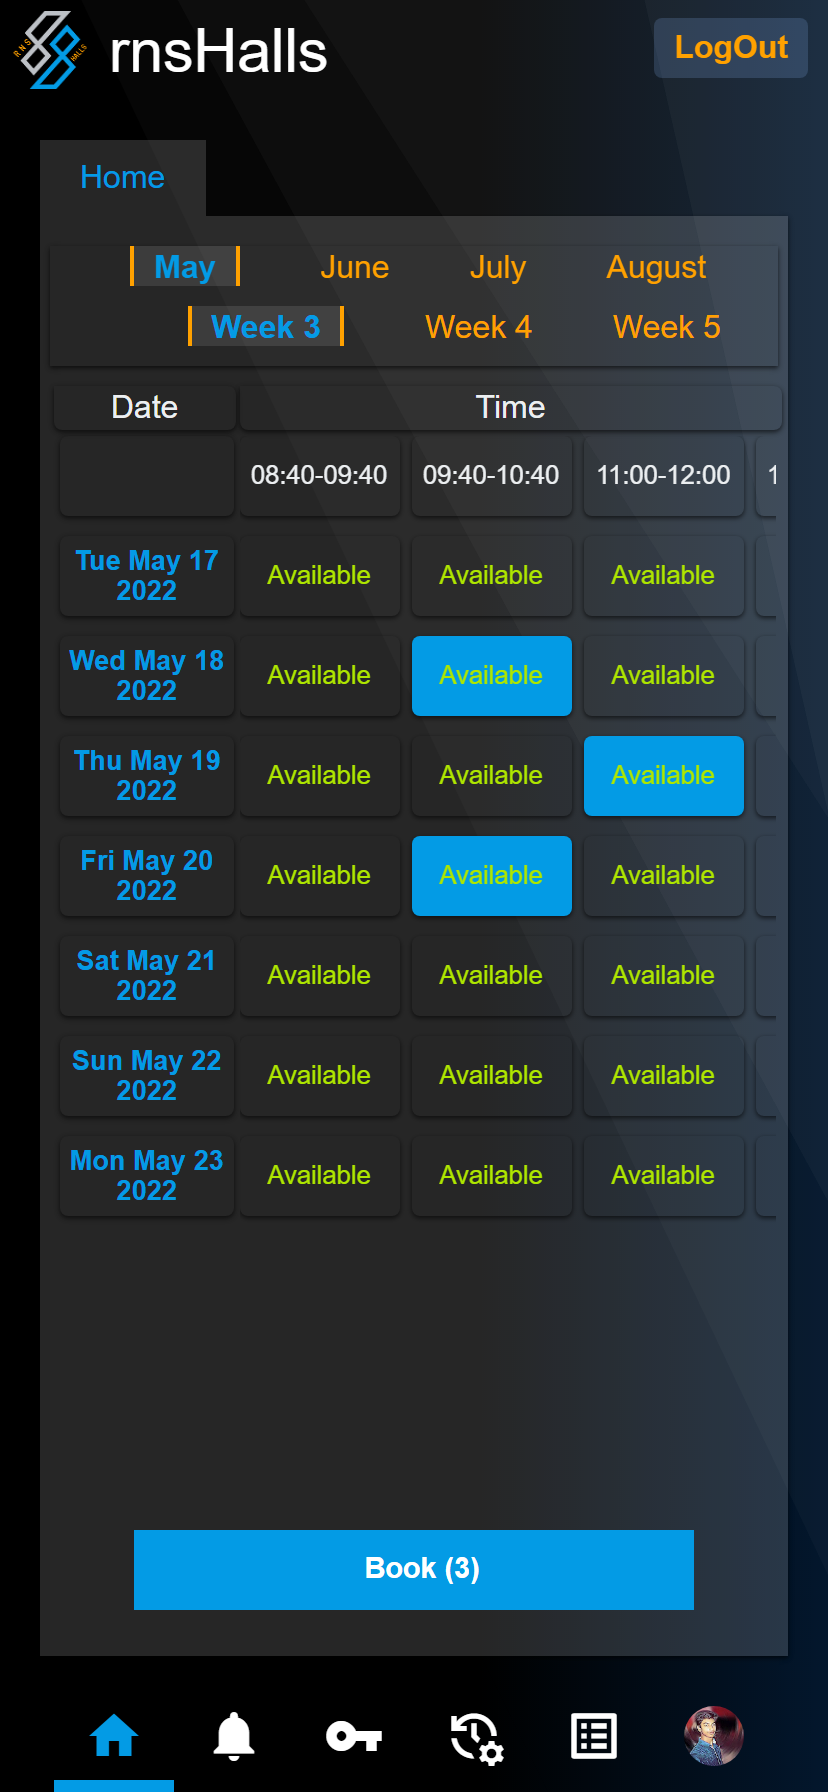 RNS
HALLS
rnsHalls
LogOut
Home
May June July August
Week 3 Week 4 Week 5
Date Time
08:40-09:40 09:40-10:40 11:00-12:00 1
Tue May 17
2022
Available Available Available
Wed May 18
2022
Available Available Available
Thu May 19
2022
Available Available Available
Fri May 20
2022
Available Available Available
Sat May 21
2022
Available Available Available
Sun May 22
2022
Available Available Available
Mon May 23
2022
Available Available Available
Book (3)